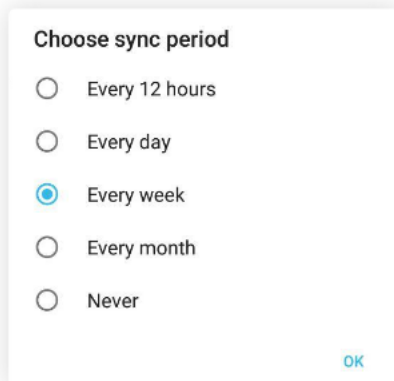 Choose sync period
Every 12 hours
Every day
Every week
Every month
Never
OK